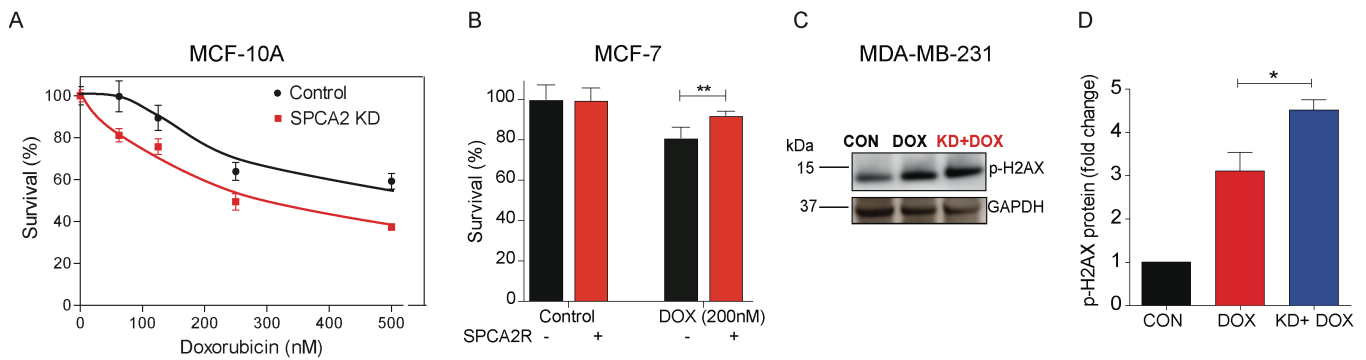 A
MCF-10A
Survival (%)
100
80
60
40
20
0
Control
SPCA2 KD
0 100 200 300 400 500
Doxorubicin (nM)
B
MCF-7
Survival (%)
100
80
60
40
20
0
**
Control DOX (200nM)
SPCA2R - + - +
C
MDA-MB-231
kDa CON DOX KD+DOX
15 p-H2AX
37 GAPDH
D
p-H2AX protein (fold change)
5
4
3
2
1
0
*
CON DOX KD+ DOX